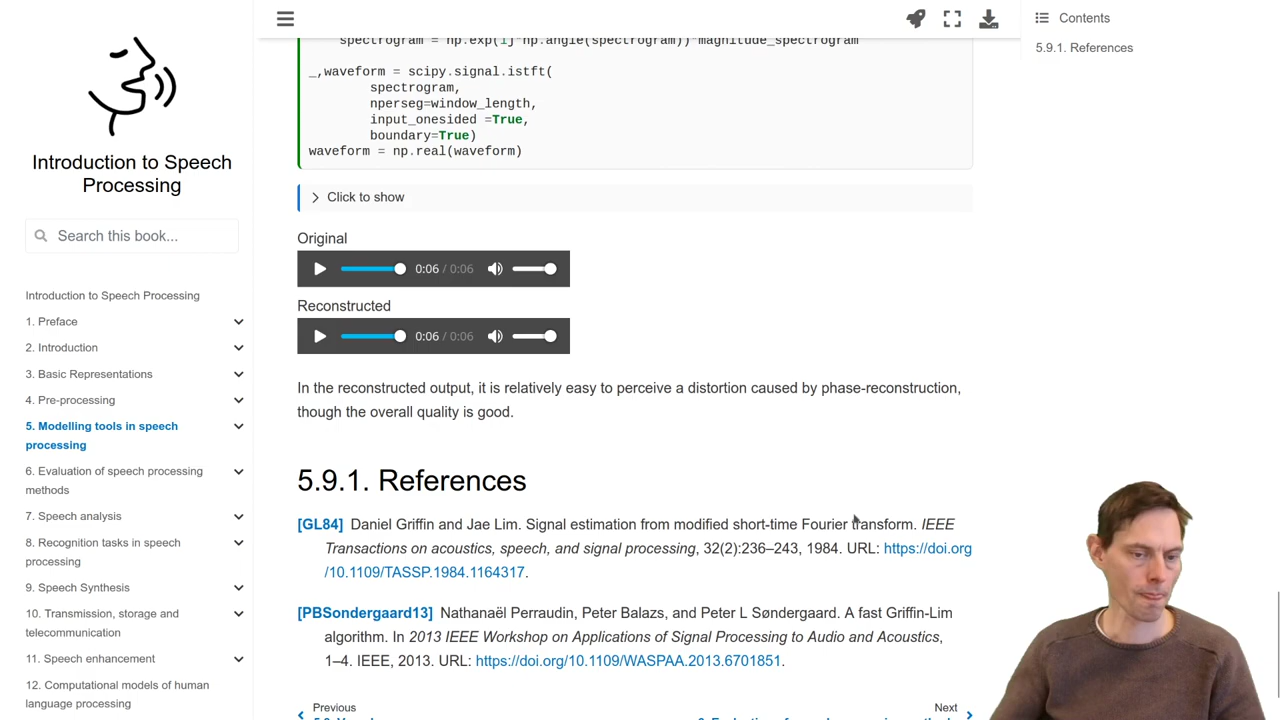 Introduction to Speech
Processing
Search this book...
Introduction to Speech Processing
1. Preface
2. Introduction
3. Basic Representations
4. Pre-processing
5. Modelling tools in speech
processing
6. Evaluation of speech processing
methods
7. Speech analysis
8. Recognition tasks in speech
processing
9. Speech Synthesis
10. Transmission, storage and
telecommunication
11. Speech enhancement
12. Computational models of human
language processing
spectrogram = np.exp(1j*np.angle(spectrogram))*magnitude_spectrogram
_,waveform = scipy.signal.istft(
spectrogram,
nperseg=window_length,
input_onesided =True,
boundary=True)
waveform = np.real(waveform)
Click to show
Original
0:06 / 0:06
Reconstructed
0:06 / 0:06
In the reconstructed output, it is relatively easy to perceive a distortion caused by phase-reconstruction,
though the overall quality is good.
5.9.1. References
[GL84] Daniel Griffin and Jae Lim. Signal estimation from modified short-time Fourier transform. IEEE
Transactions on acoustics, speech, and signal processing, 32(2):236–243, 1984. URL: https://doi.org
/10.1109/TASSP.1984.1164317.
[PBSondergaard13] Nathanaël Perraudin, Peter Balazs, and Peter L Søndergaard. A fast Griffin-Lim
algorithm. In 2013 IEEE Workshop on Applications of Signal Processing to Audio and Acoustics,
1–4. IEEE, 2013. URL: https://doi.org/10.1109/WASPAA.2013.6701851.
Previous
Next
Contents
5.9.1. References